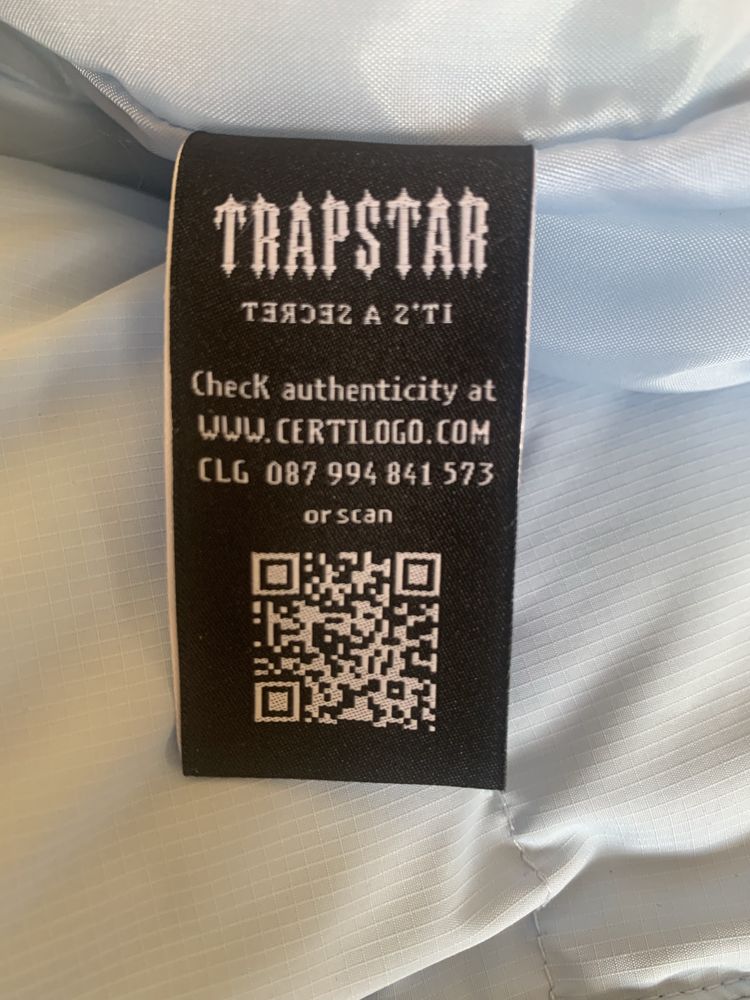 TRAPSTAR
IT'S A SECRET
Check authenticity at
WWW.CERTILOGO.COM
CLG 087 994 841 573
or scan